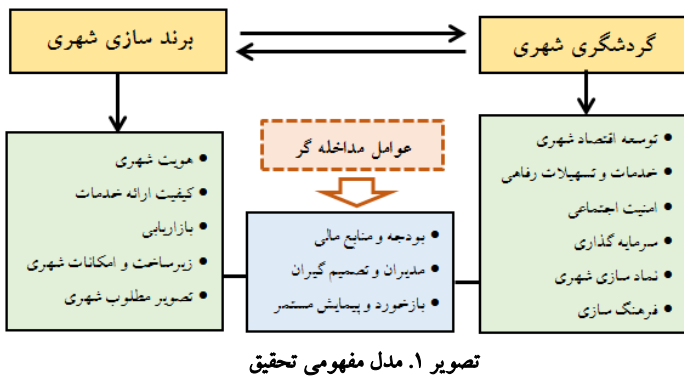 گردشگری شهری
برند سازی شهری
توسعه اقتصاد شهری
خدمات و تسهیلات رفاهی
امنیت اجتماعی
سرمایه گذاری
نماد سازی شهری
فرهنگ سازی
عوامل مداخله گر
بودجه و منابع مالی
مدیران و تصمیم گیران
بازخورد و پیمایش مستمر
هویت شهری
کیفیت ارائه خدمات
بازاریابی
زیرساخت و امکانات شهری
تصویر مطلوب شهری
تصویر ۱. مدل مفهومی تحقیق